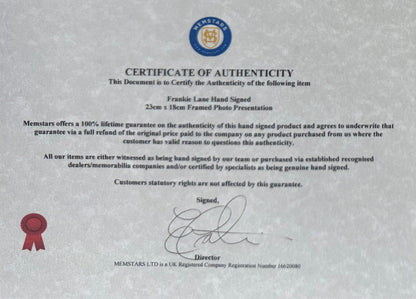 MEMSTARS
CERTIFICATE OF AUTHENTICITY
This Document is to Certify the Authenticity of the following item
Frankie Lane Hand Signed
23cm x 18cm Framed Photo Presentation
Memstars offers a 100% lifetime guarantee on the authenticity of this hand signed product and agrees to underwrite that
guarantee via a full refund of the original price paid to the company on any product purchased from us where the
customer has valid reason to questions this authenticity.
All our items are either witnessed as being hand signed by our team or purchased via established recognised
dealers/memorabilia companies and/or certified by specialists as being genuine hand signed.
Customers statutory rights are not affected by this guarantee.
Signed,
Director
MEMSTARS LTD is a UK Registered Company Registration Number 16620080